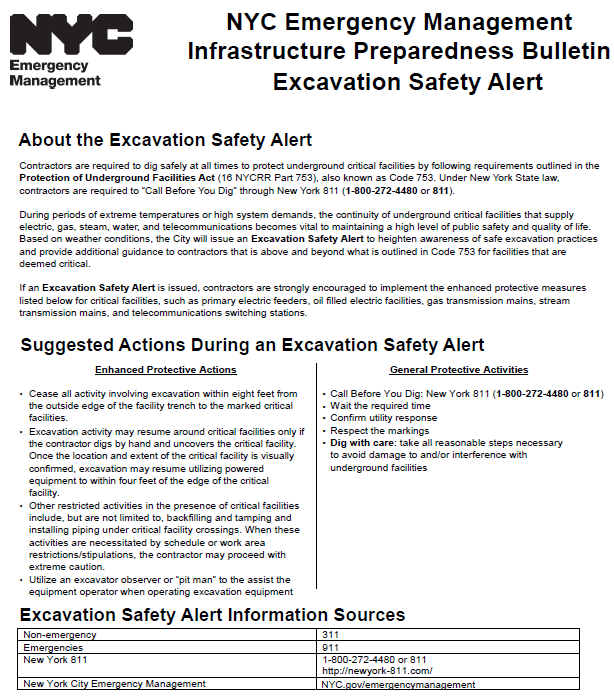 NYC
Emergency
Management
NYC Emergency Management
Infrastructure Preparedness Bulletin
Excavation Safety Alert
About the Excavation Safety Alert
Contractors are required to dig safely at all times to protect underground critical facilities by following requirements outlined in the
Protection of Underground Facilities Act (16 NYCRR Part 753), also known as Code 753. Under New York State law,
contractors are required to “Call Before You Dig” through New York 811 (1-800-272-4480 or 811).
During periods of extreme temperatures or high system demands, the continuity of underground critical facilities that supply
electric, gas, steam, water, and telecommunications becomes vital to maintaining a high level of public safety and quality of life.
Based on weather conditions, the City will issue an Excavation Safety Alert to heighten awareness of safe excavation practices
and provide additional guidance to contractors that is above and beyond what is outlined in Code 753 for facilities that are
deemed critical.
If an Excavation Safety Alert is issued, contractors are strongly encouraged to implement the enhanced protective measures
listed below for critical facilities, such as primary electric feeders, oil filled electric facilities, gas transmission mains, stream
transmission mains, and telecommunications switching stations.
Suggested Actions During an Excavation Safety Alert
Enhanced Protective Actions
• Cease all activity involving excavation within eight feet from
the outside edge of the facility trench to the marked critical
facilities.
• Excavation activity may resume around critical facilities only if
the contractor digs by hand and uncovers the critical facility.
Once the location and extent of the critical facility is visually
confirmed, excavation may resume utilizing powered
equipment to within four feet of the edge of the critical
facility.
• Other restricted activities in the presence of critical facilities
include, but are not limited to, backfilling and tamping and
installing piping under critical facility crossings. When these
activities are necessitated by schedule or work area
restrictions/stipulations, the contractor may proceed with
extreme caution.
• Utilize an excavator observer or “pit man” to the assist the
equipment operator when operating excavation equipment
General Protective Activities
• Call Before You Dig: New York 811 (1-800-272-4480 or 811)
• Wait the required time
• Confirm utility response
• Respect the markings
• Dig with care: take all reasonable steps necessary
to avoid damage to and/or interference with
underground facilities
Excavation Safety Alert Information Sources
Non-emergency 311
Emergencies 911
New York 811 1-800-272-4480 or 811
http://newyork-811.com/
New York City Emergency Management NYC.gov/emergencymanagement